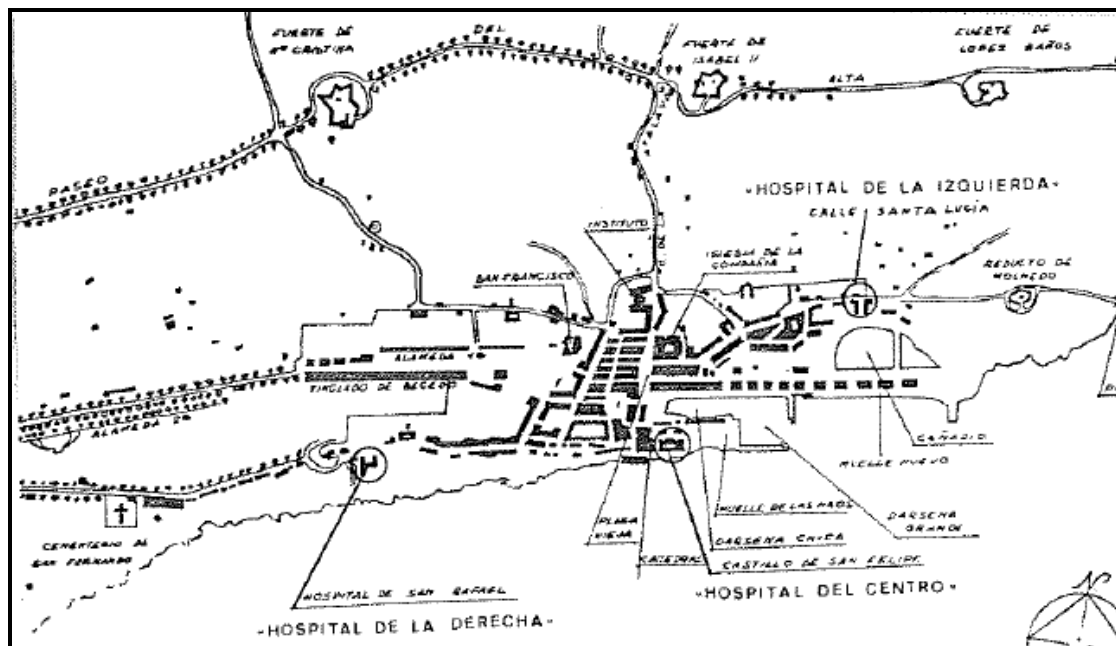 FUERTE DE
Mª CRISTINA
DEL
FUERTE DE
ISABEL II
FUERTE DE
LOPEZ BAÑOS
ALTA
PASEO
-HOSPITAL DE LA IZQUIERDA-
CALLE SANTA LUCÍA
INSTITUTO
IGLESIA DE LA
COMPAÑIA
SAN FRANCISCO
REDUCTO DE
MOLNEDO
ALAMEDA 1ª
TINGLADO DE BECEDO
ALAMEDA 2ª
CAÑADIO
MUELLE NUEVO
CEMENTERIO DE
SAN FERNANDO
PLAZA
VIEJA
MUELLE DE LAS NAOS
DARSENA
GRANDE
DARSENA CHICA
CATEDRAL
CASTILLO DE SAN FELIPE
HOSPITAL DE SAN RAFAEL
-HOSPITAL DEL CENTRO-
-HOSPITAL DE LA DERECHA-
N